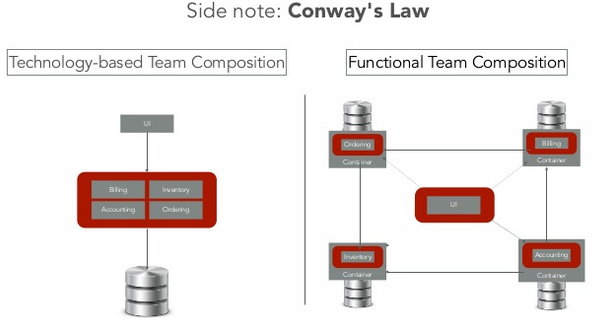 Side note: Conway's Law
Technology-based Team Composition
UI
Billing
Inventory
Accounting
Ordering
Functional Team Composition
Ordering
Container
Billing
Container
UI
Inventory
Container
Accounting
Container